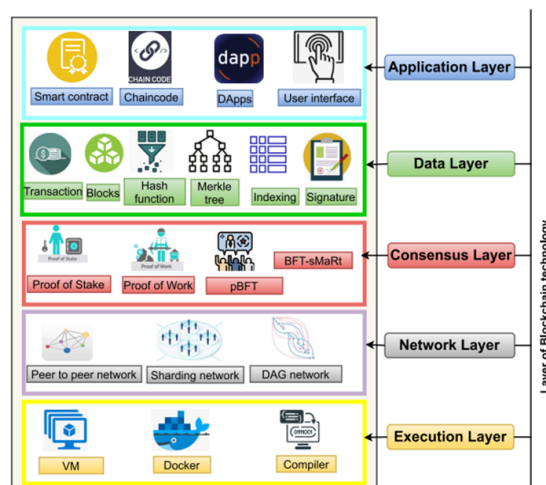 dapp
CHAIN CODE
Smart contract
Chaincode
DApps
User interface
Application Layer
Transaction
Blocks
Hash
function
Merkle
tree
Indexing
Signature
Data Layer
Proof of Stake
Proof of Work
Proof of Stake
Proof of Work
pBFT
BFT-sMaRt
Consensus Layer
Peer to peer network
Sharding network
DAG network
Network Layer
VM
Docker
Compiler
Execution Layer
Layer of Blockchain technology